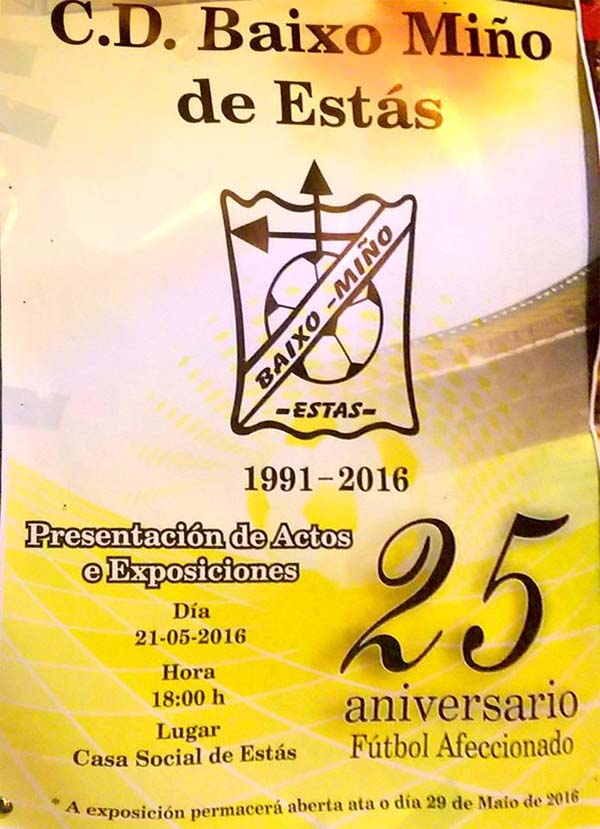 C.D. Baixo Miño
de Estás
BAIXO - MIÑO
-ESTAS-
1991-2016
Presentación de Actos
e Exposiciones
Día
21-05-2016
Hora
18:00 h
Lugar
Casa Social de Estás
25
aniversario
Fútbol Afeccionado
* A exposición permacerá aberta ata o día 29 de Maio de 2016